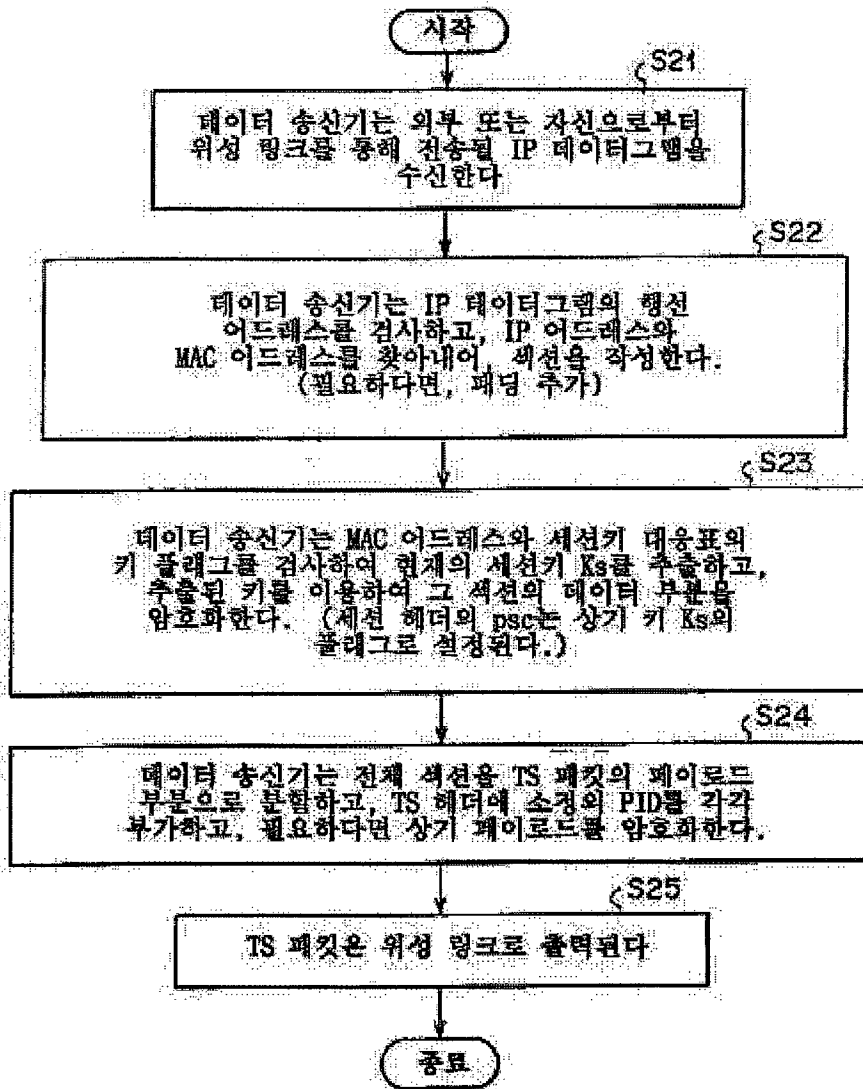 시작
S21
데이터 송신기는 외부 또는 자신으로부터
위성 링크를 통해 전송될 IP 데이터그램을
수신한다
S22
데이터 송신기는 IP 데이터그램의 행선
어드레스를 검사하고, IP 어드레스와
MAC 어드레스를 찾아내어, 섹션을 작성한다.
(필요하다면, 패딩 추가)
S23
데이터 송신기는 MAC 어드레스와 세션키 대응표의
키 플래그를 검사하여 현재의 세션키 Ks를 추출하고,
추출된 키를 이용하여 그 섹션의 데이터 부분을
암호화한다. (세션 헤더의 psc는 상기 키 Ks의
플래그로 설정된다.)
S24
데이터 송신기는 전체 섹션을 TS 패킷의 페이로드
부분으로 분할하고, TS 헤더에 소정의 PID를 각각
부가하고, 필요하다면 상기 페이로드를 암호화한다.
S25
TS 패킷은 위성 링크로 출력된다
종료